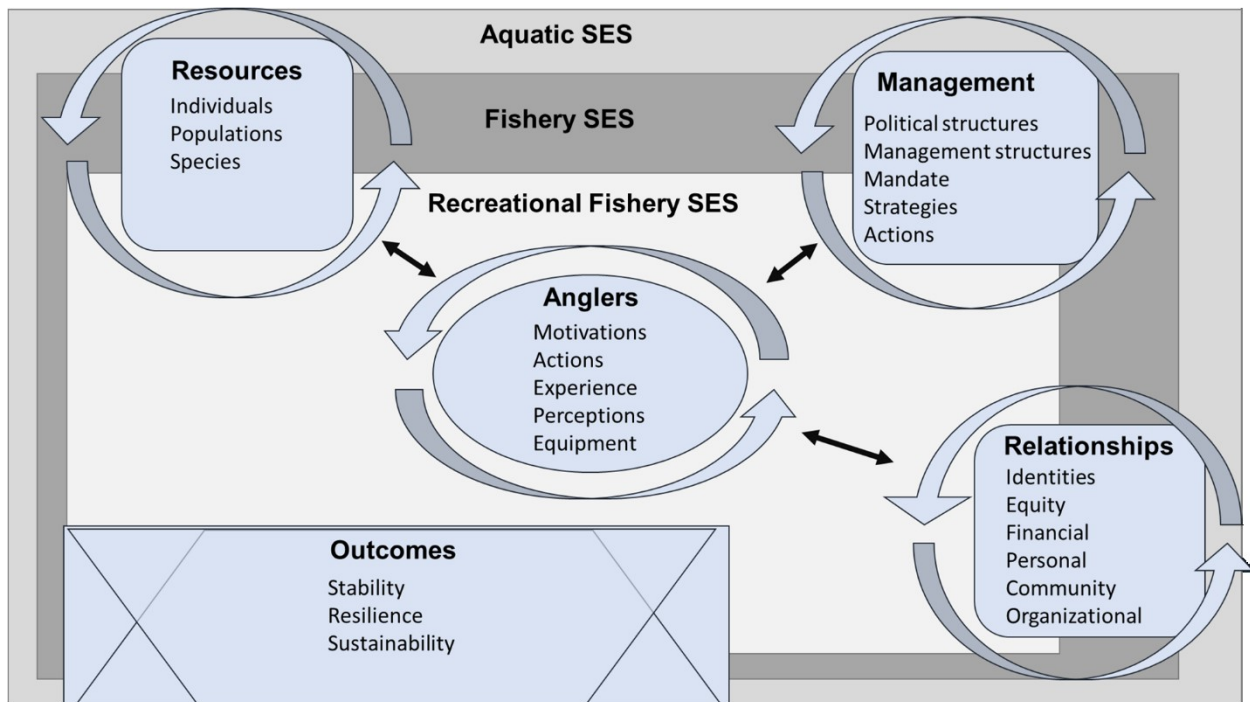 Aquatic SES
Fishery SES
Recreational Fishery SES
Resources
Individuals
Populations
Species
Management
Political structures
Management structures
Mandate
Strategies
Actions
Anglers
Motivations
Actions
Experience
Perceptions
Equipment
Relationships
Identities
Equity
Financial
Personal
Community
Organizational
Outcomes
Stability
Resilience
Sustainability